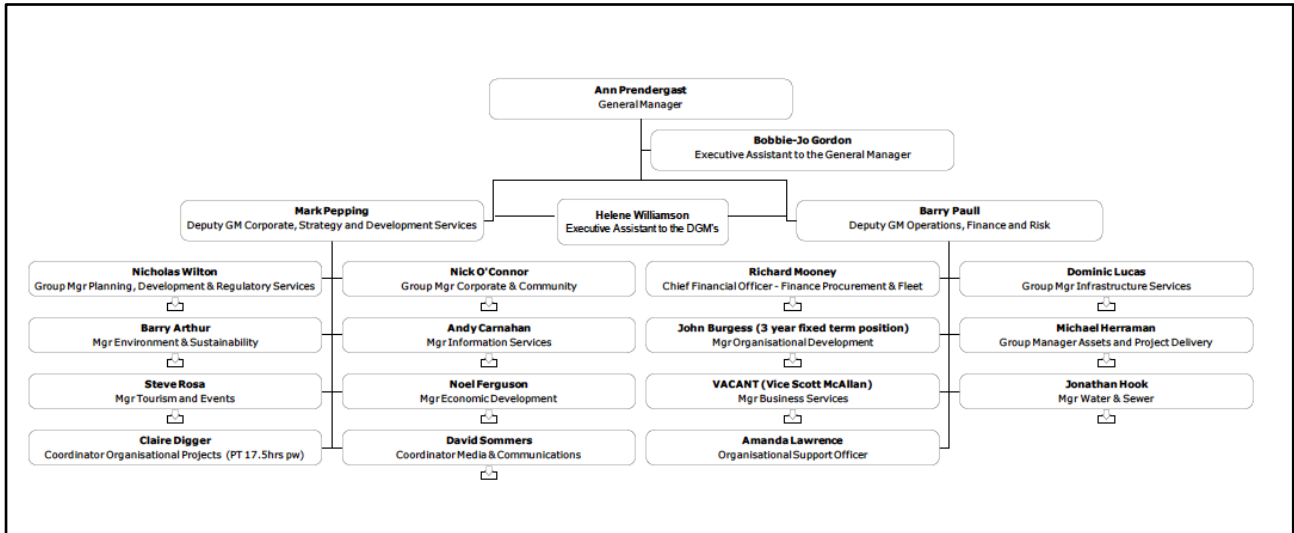 Ann Prendergast
General Manager
Bobbie-Jo Gordon
Executive Assistant to the General Manager
Mark Pepping
Deputy GM Corporate, Strategy and Development Services
Helene Williamson
Executive Assistant to the DGM's
Barry Paull
Deputy GM Operations, Finance and Risk
Nicholas Wilton
Group Mgr Planning, Development & Regulatory Services
Nick O'Connor
Group Mgr Corporate & Community
Richard Mooney
Chief Financial Officer - Finance Procurement & Fleet
Dominic Lucas
Group Mgr Infrastructure Services
Barry Arthur
Mgr Environment & Sustainability
Andy Carnahan
Mgr Information Services
John Burgess (3 year fixed term position)
Mgr Organisational Development
Michael Herraman
Group Manager Assets and Project Delivery
Steve Rosa
Mgr Tourism and Events
Noel Ferguson
Mgr Economic Development
VACANT (Vice Scott McAllan)
Mgr Business Services
Jonathan Hook
Mgr Water & Sewer
Claire Digger
Coordinator Organisational Projects (PT 17.5hrs pw)
David Sommers
Coordinator Media & Communications
Amanda Lawrence
Organisational Support Officer